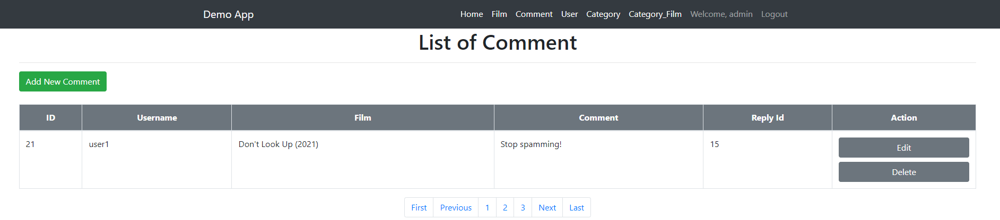 Demo App Home Film Comment User Category Category_Film Welcome, admin Logout
List of Comment
Add New Comment
ID Username Film Comment Reply Id Action
21 user1 Don't Look Up (2021) Stop spamming! 15 Edit
Delete
First Previous 1 2 3 Next Last